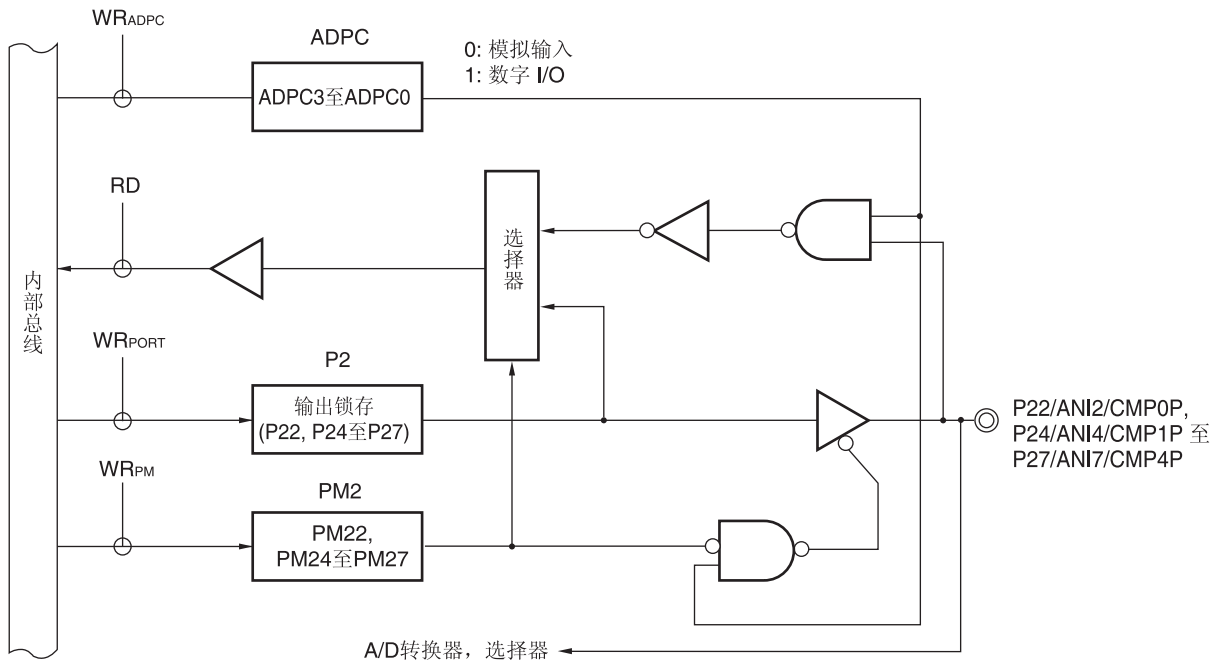 WRADPC
ADPC
0: 模拟输入
1: 数字 I/O
ADPC3至ADPC0
RD
选择器
内部总线
WRPORT
P2
输出锁存
(P22, P24至P27)
P22/ANI2/CMP0P,
P24/ANI4/CMP1P 至
P27/ANI7/CMP4P
WRPM
PM2
PM22,
PM24至PM27
A/D转换器，选择器